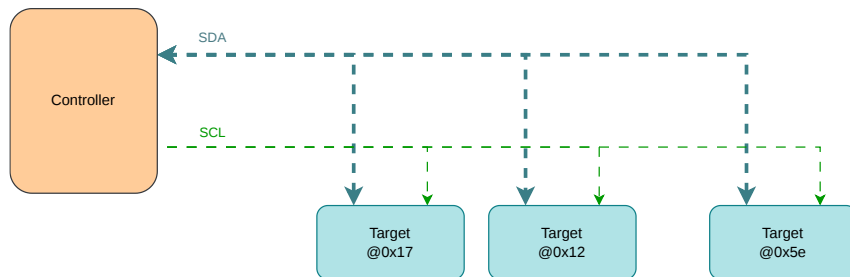 SDA
Controller
SCL
Target
@0x17
Target
@0x12
Target
@0x5e